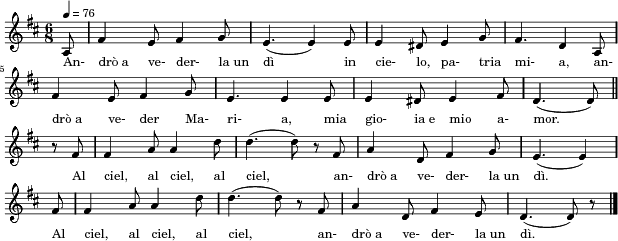 ♩ = 76
An- drò a ve- der- la un dì in cie- lo, pa- tria mi- a, an-
5
drò a ve- der Ma- ri- a, mia gio- ia e mio a- mor.
Al ciel, al ciel, al ciel, an- drò a ve- der- la un dì.
Al ciel, al ciel, al ciel, an- drò a ve- der- la un dì.